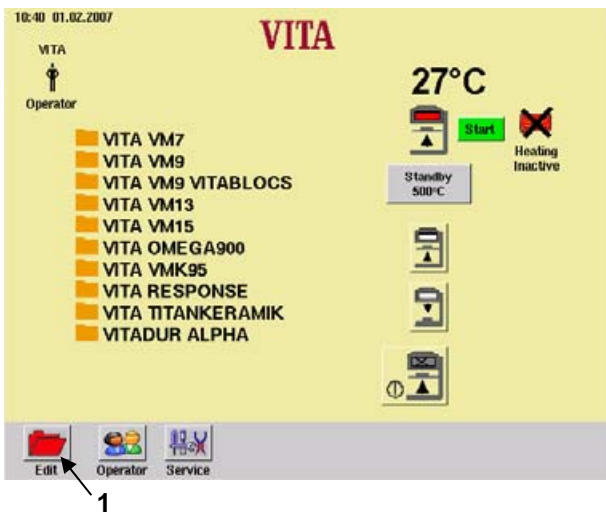 10:40 01.02.2007
VITA
VITA
Operator
27°C
Start
Heating
Inactive
Standby
500°C
VITA VM7
VITA VM9
VITA VM9 VITABLOCS
VITA VM13
VITA VM15
VITA OMEGA900
VITA VMK95
VITA RESPONSE
VITA TITANKERAMIK
VITADUR ALPHA
Edit
Operator
Service
1